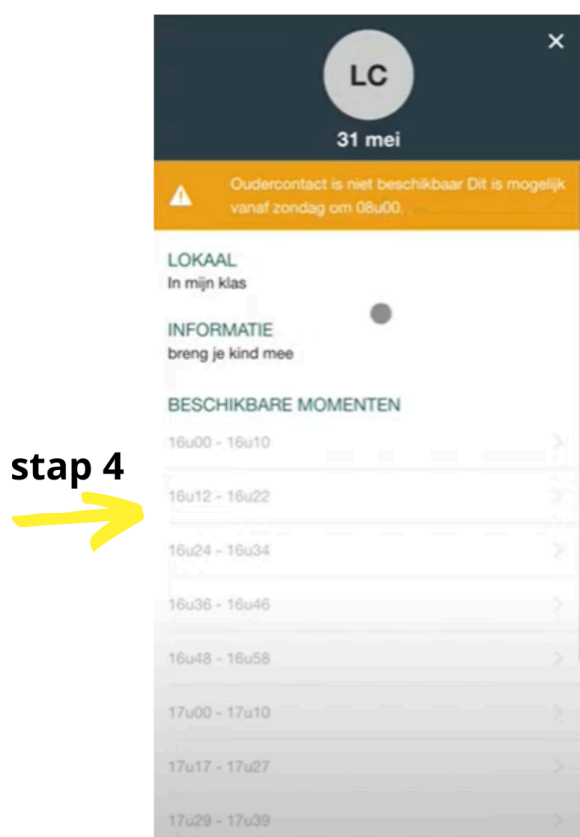 LC
31 mei
Oudercontact is niet beschikbaar Dit is mogelijk
vanaf zondag om 08u00.
LOKAAL
In mijn klas
INFORMATIE
breng je kind mee
BESCHIKBARE MOMENTEN
16u00 - 16u10
stap 4
16u12 - 16u22
16u24 - 16u34
16u36 - 16u46
16u48 - 16u58
17u00 - 17u10
17u17 - 17u27
17u29 - 17u39